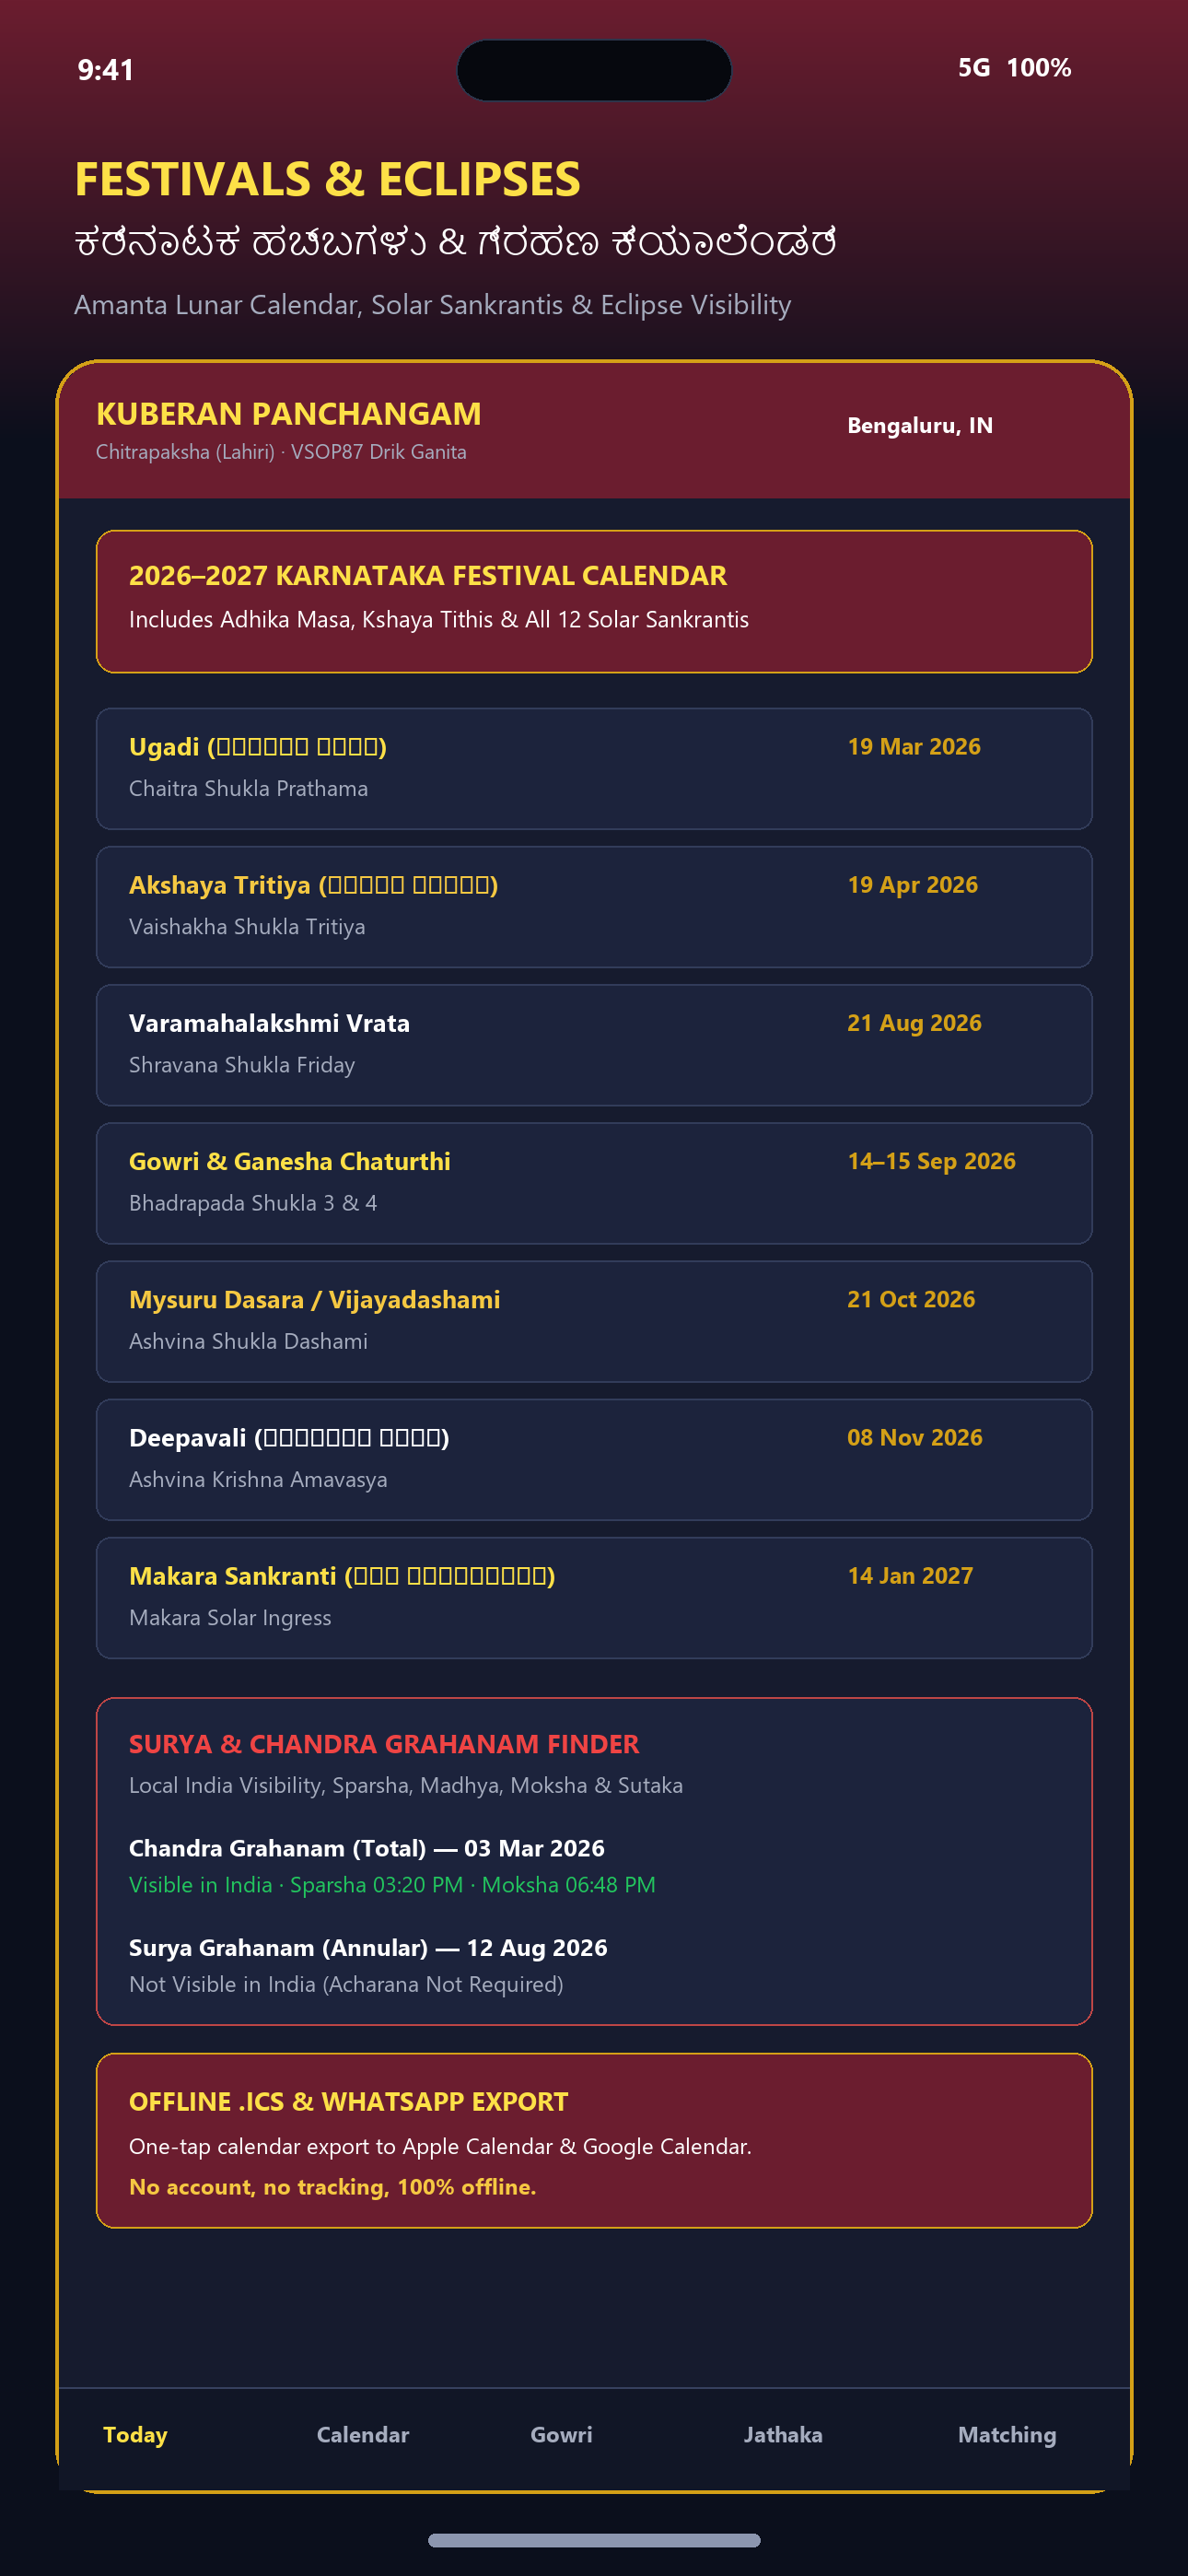 9:41
5G 100%
FESTIVALS & ECLIPSES
ಕರ್ನಾಟಕ ಹಬ್ಬಗಳು & ಗ್ರಹಣ ಕ್ಯಾಲೆಂಡರ್
Amanta Lunar Calendar, Solar Sankrantis & Eclipse Visibility
KUBERAN PANCHANGAM
Bengaluru, IN
Chitrapaksha (Lahiri) · VSOP87 Drik Ganita
2026–2027 KARNATAKA FESTIVAL CALENDAR
Includes Adhika Masa, Kshaya Tithis & All 12 Solar Sankrantis
Ugadi
19 Mar 2026
Chaitra Shukla Prathama
Akshaya Tritiya
19 Apr 2026
Vaishakha Shukla Tritiya
Varamahalakshmi Vrata
21 Aug 2026
Shravana Shukla Friday
Gowri & Ganesha Chaturthi
14–15 Sep 2026
Bhadrapada Shukla 3 & 4
Mysuru Dasara / Vijayadashami
21 Oct 2026
Ashvina Shukla Dashami
Deepavali
08 Nov 2026
Ashvina Krishna Amavasya
Makara Sankranti
14 Jan 2027
Makara Solar Ingress
SURYA & CHANDRA GRAHANAM FINDER
Local India Visibility, Sparsha, Madhya, Moksha & Sutaka
Chandra Grahanam (Total) — 03 Mar 2026
Visible in India · Sparsha 03:20 PM · Moksha 06:48 PM
Surya Grahanam (Annular) — 12 Aug 2026
Not Visible in India (Acharana Not Required)
OFFLINE .ICS & WHATSAPP EXPORT
One-tap calendar export to Apple Calendar & Google Calendar.
No account, no tracking, 100% offline.
Today Calendar Gowri Jathaka Matching